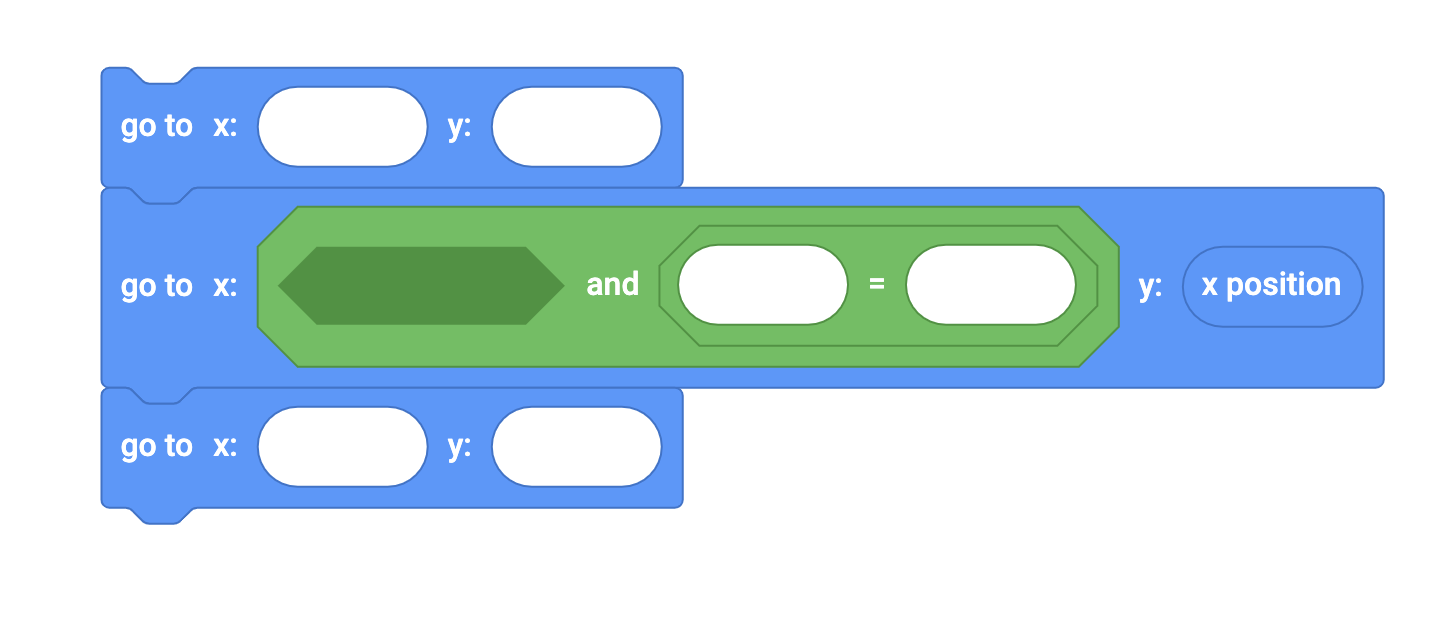 go to x: y:
go to x: and = y: x position
go to x: y: